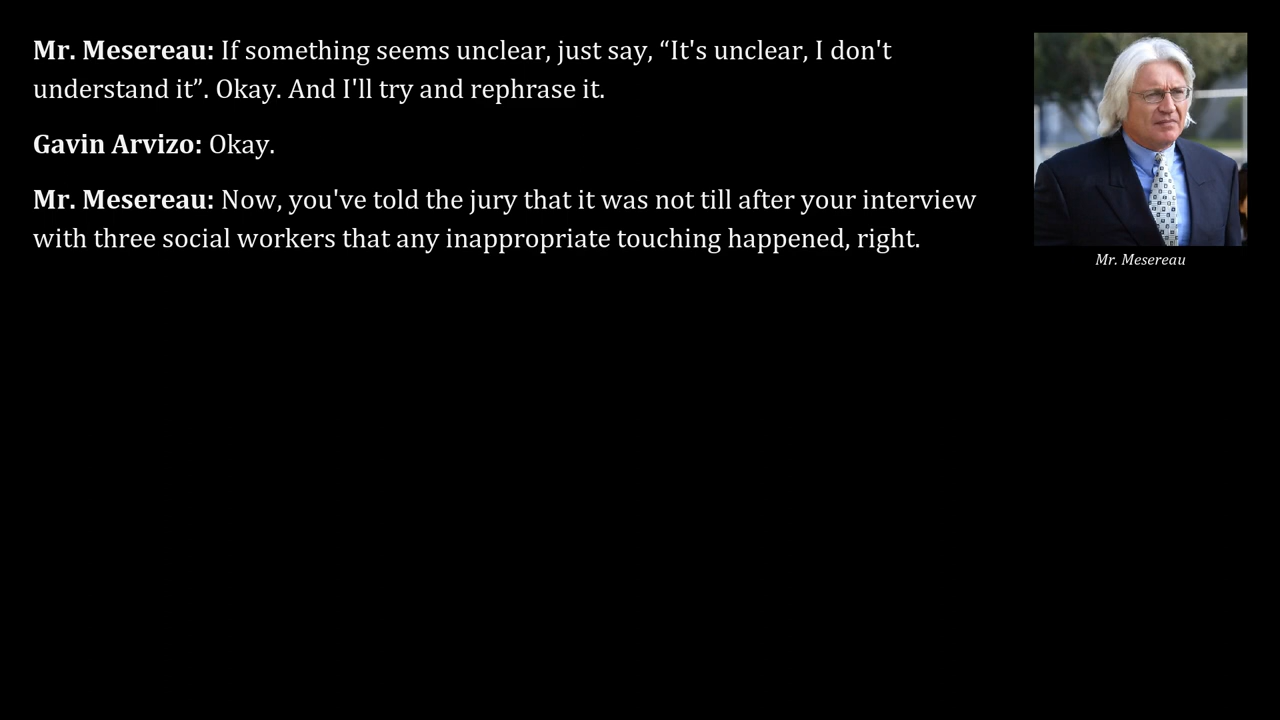 Mr. Mesereau: If something seems unclear, just say, “It's unclear, I don't
understand it”. Okay. And I'll try and rephrase it.
Gavin Arvizo: Okay.
Mr. Mesereau: Now, you've told the jury that it was not till after your interview
with three social workers that any inappropriate touching happened, right.
Mr. Mesereau